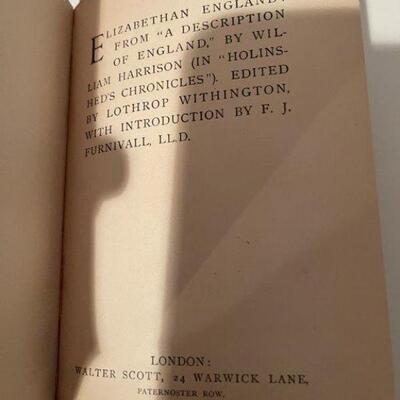 ELIZABETHAN ENGLAND:
FROM "A DESCRIPTION
OF ENGLAND," BY WIL-
LIAM HARRISON (IN "HOLINS-
HED'S CHRONICLES"). EDITED
BY LOTHROP WITHINGTON,
WITH INTRODUCTION BY F. J.
FURNIVALL, LL.D.
LONDON:
WALTER SCOTT, 24 WARWICK LANE,
PATERNOSTER ROW.